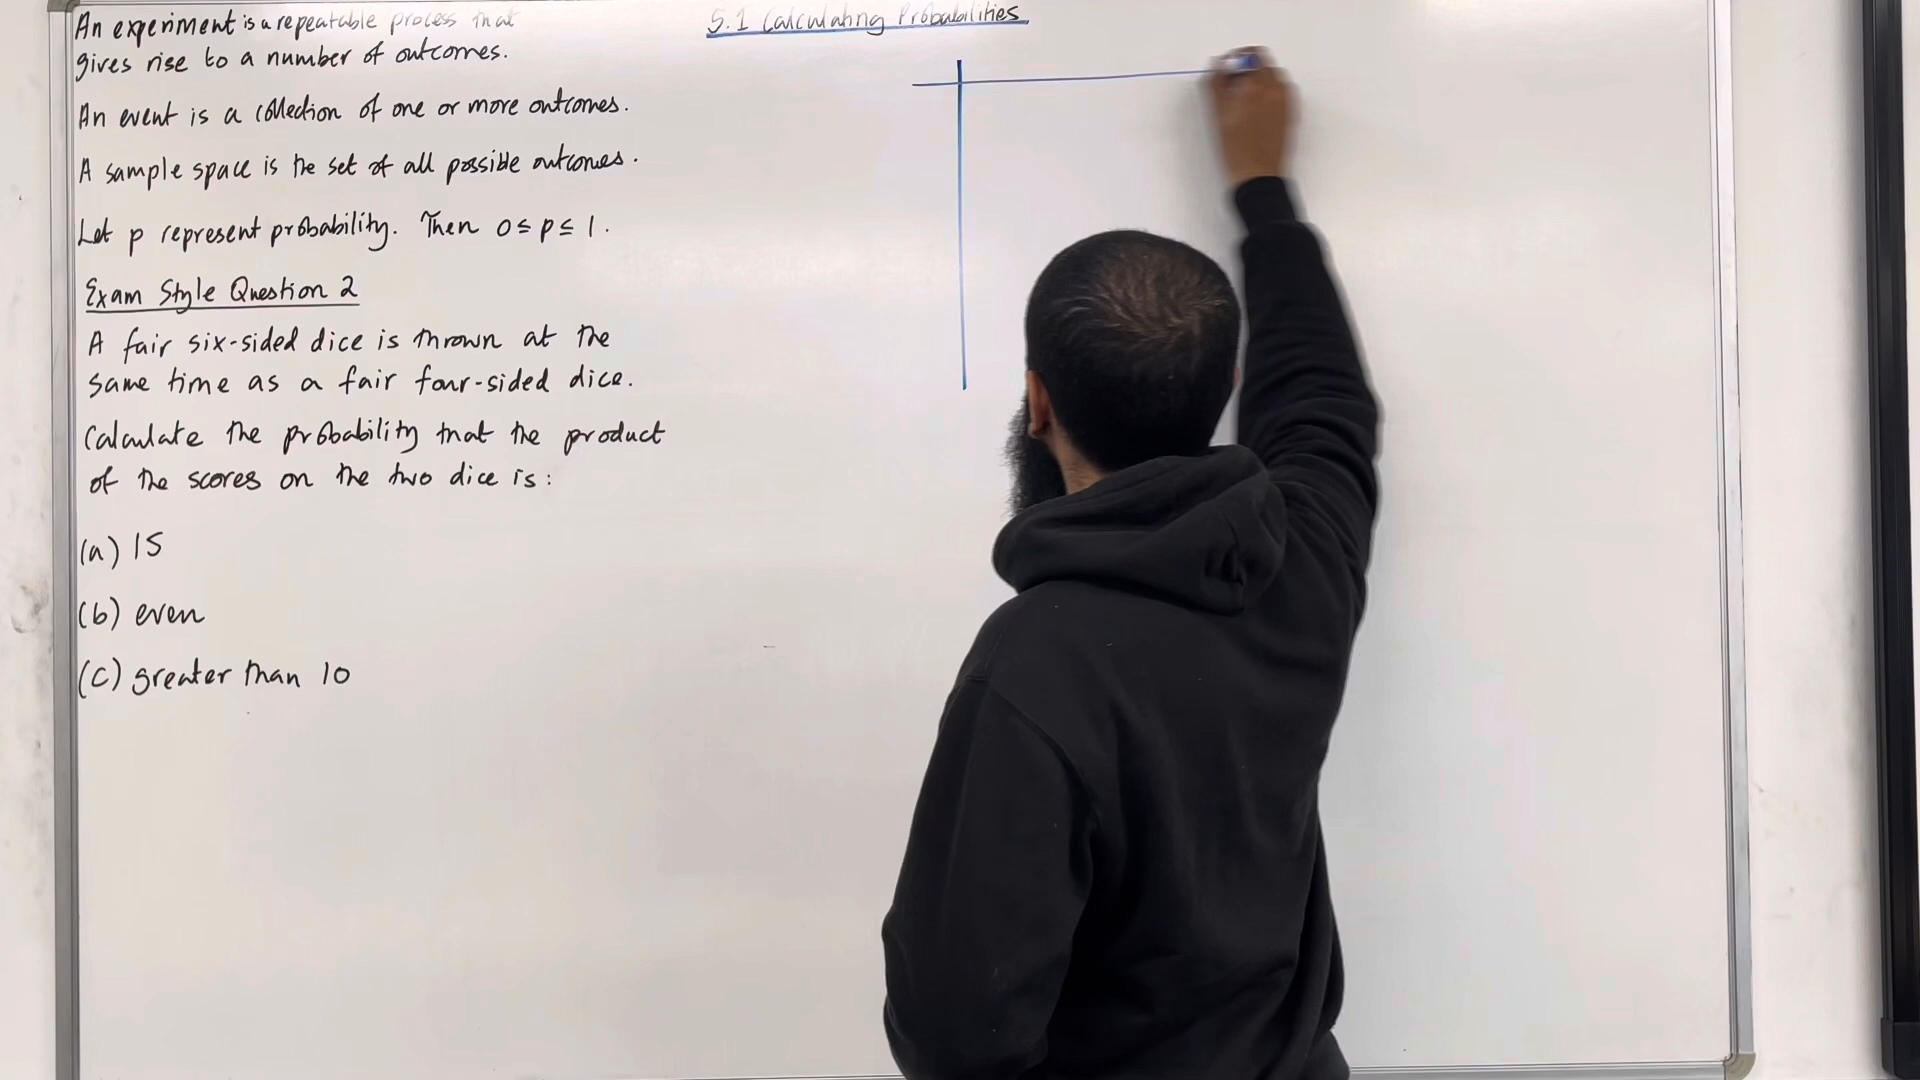 An experiment is a repeatable process that
gives rise to a number of outcomes.
An event is a collection of one or more outcomes.
A sample space is the set of all possible outcomes.
Let p represent probability. Then 0 ≤ p ≤ 1.
Exam Style Question 2
A fair six-sided dice is thrown at the
same time as a fair four-sided dice.
Calculate the probability that the product
of the scores on the two dice is:
(a) 15
(b) even
(c) greater than 10
5.1 Calculating Probabilities